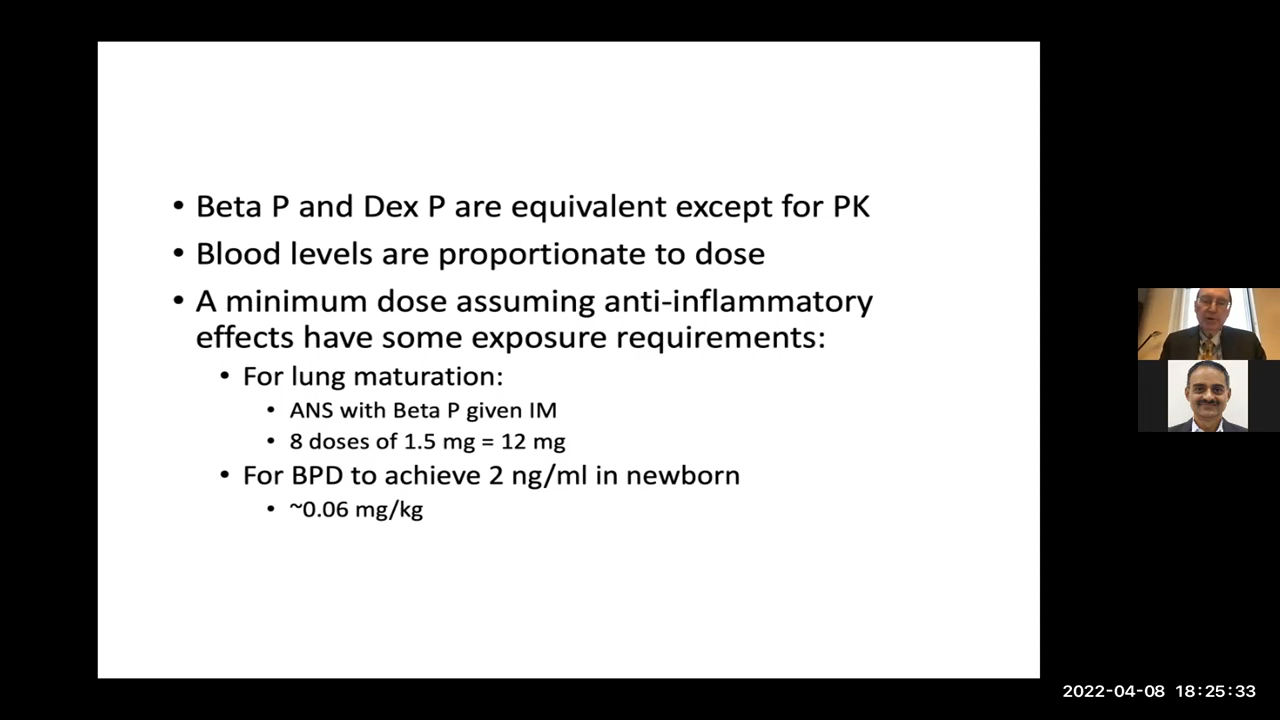 • Beta P and Dex P are equivalent except for PK
• Blood levels are proportionate to dose
• A minimum dose assuming anti-inflammatory
effects have some exposure requirements:
• For lung maturation:
• ANS with Beta P given IM
• 8 doses of 1.5 mg = 12 mg
• For BPD to achieve 2 ng/ml in newborn
• ~0.06 mg/kg
2022-04-08 18:25:33